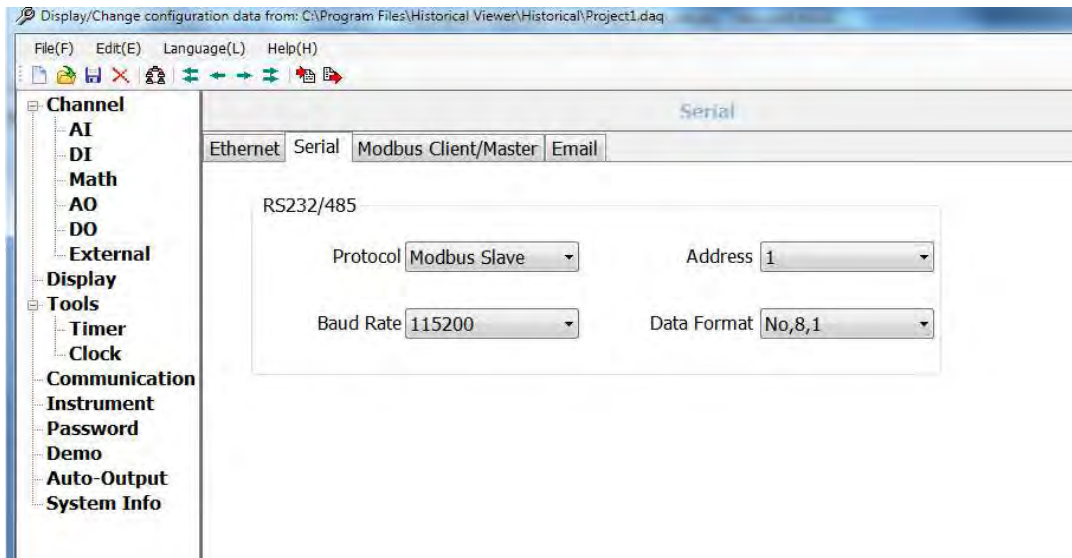 Display/Change configuration data from: C:\Program Files\Historical Viewer\Historical\Project1.daq
File(F) Edit(E) Language(L) Help(H)
Channel
AI
DI
Math
AO
DO
External
Display
Tools
Timer
Clock
Communication
Instrument
Password
Demo
Auto-Output
System Info
Serial
Ethernet Serial Modbus Client/Master Email
RS232/485
Protocol Modbus Slave Address 1
Baud Rate 115200 Data Format No,8,1